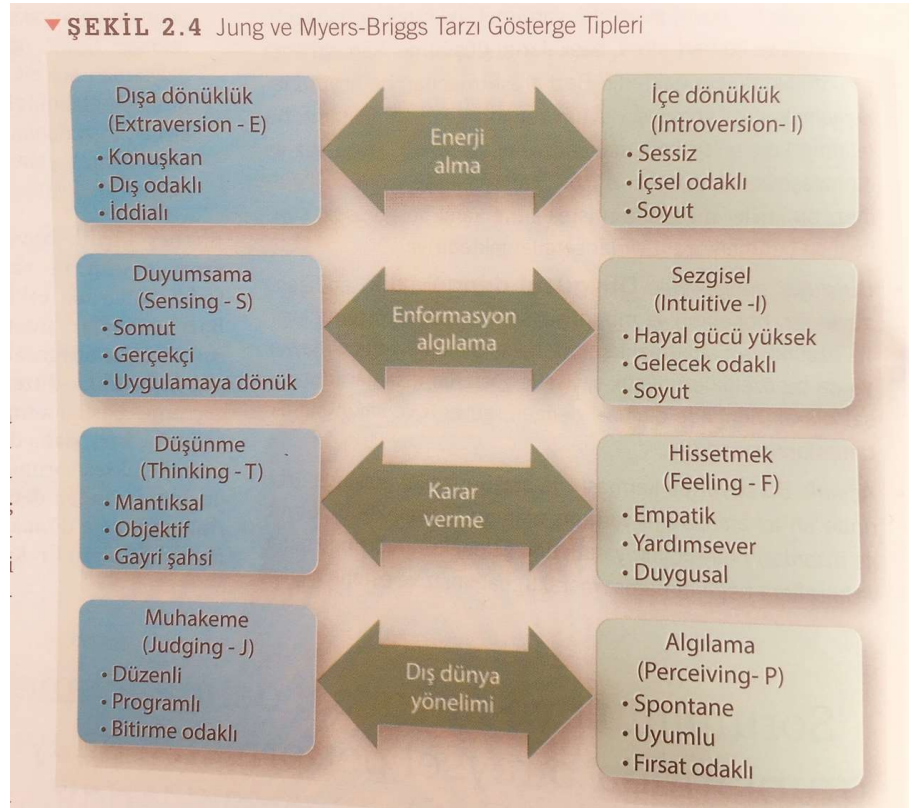 ▼ ŞEKİL 2.4 Jung ve Myers-Briggs Tarzı Gösterge Tipleri
Dışa dönüklük
(Extraversion - E)
• Konuşkan
• Dış odaklı
• İddialı
Enerji
alma
İçe dönüklük
(Introversion- I)
• Sessiz
• İçsel odaklı
• Soyut
Duyumsama
(Sensing - S)
• Somut
• Gerçekçi
• Uygulamaya dönük
Enformasyon
algılama
Sezgisel
(Intuitive -I)
• Hayal gücü yüksek
• Gelecek odaklı
• Soyut
Düşünme
(Thinking - T)
• Mantıksal
• Objektif
• Gayri şahsi
Karar
verme
Hissetmek
(Feeling - F)
• Empatik
• Yardımsever
• Duygusal
Muhakeme
(Judging - J)
• Düzenli
• Programlı
• Bitirme odaklı
Dış dünya
yönelimi
Algılama
(Perceiving- P)
• Spontane
• Uyumlu
• Fırsat odaklı